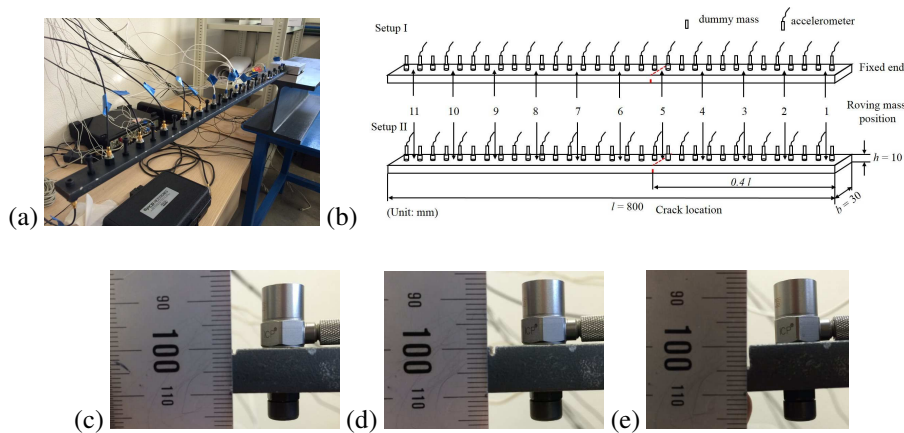 (a)
(b)
Setup I
dummy mass
accelerometer
Fixed end
11 10 9 8 7 6 5 4 3 2 1
Roving mass
position
Setup II
h = 10
0.4 l
(Unit: mm)
l = 800
Crack location
b = 30
(c)
90
100
110
(d)
90
100
110
(e)
90
100
110